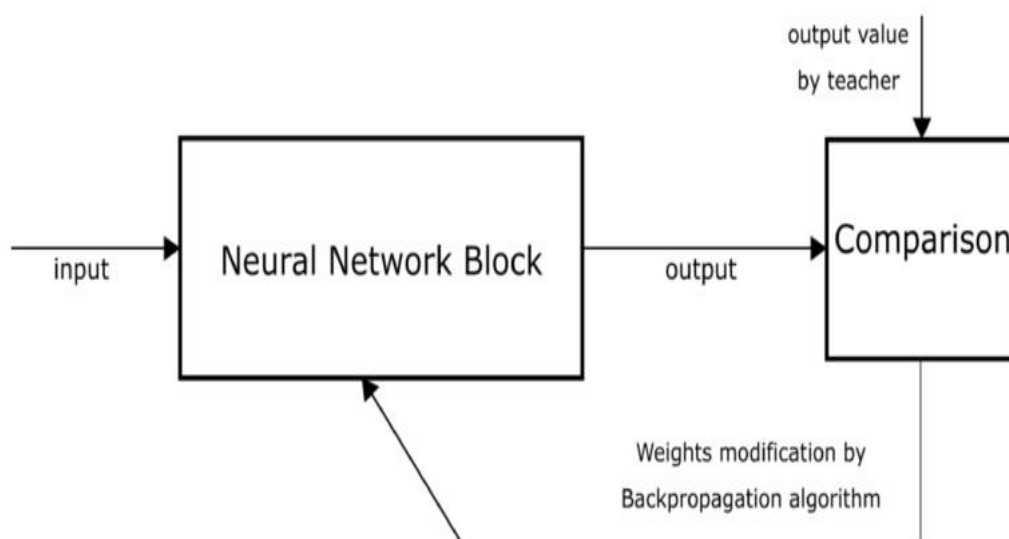 output value
by teacher
Neural Network Block
Comparison
input
output
Weights modification by
Backpropagation algorithm